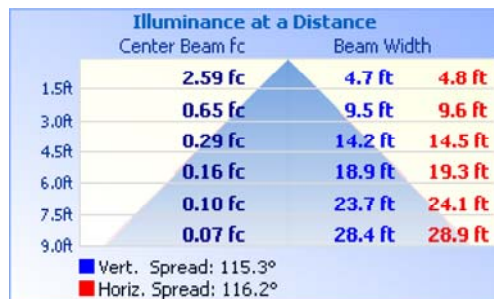 Illuminance at a Distance
Center Beam fc Beam Width
1.5ft 2.59 fc 4.7 ft 4.8 ft
3.0ft 0.65 fc 9.5 ft 9.6 ft
4.5ft 0.29 fc 14.2 ft 14.5 ft
6.0ft 0.16 fc 18.9 ft 19.3 ft
7.5ft 0.10 fc 23.7 ft 24.1 ft
9.0ft 0.07 fc 28.4 ft 28.9 ft
Vert. Spread: 115.3°
Horiz. Spread: 116.2°